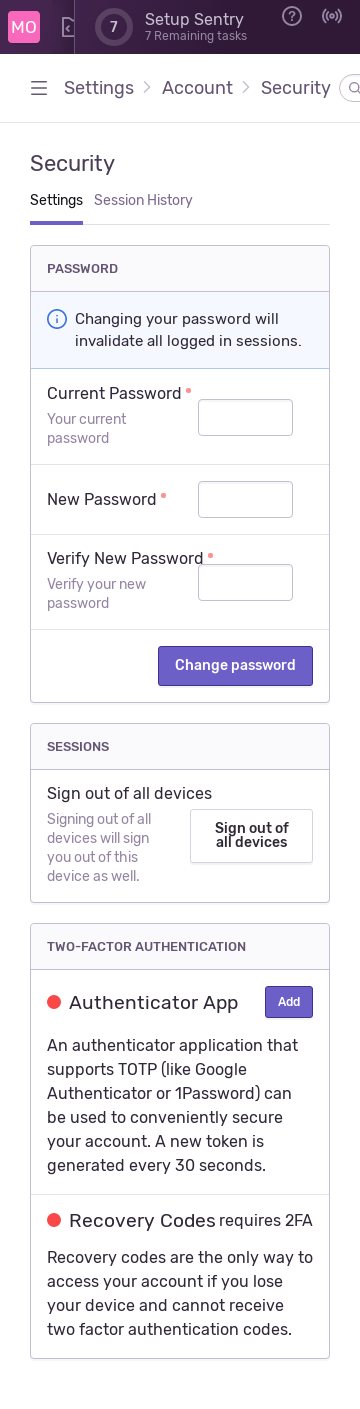 MO
7
Setup Sentry
7 Remaining tasks
Settings
Account
Security
Security
Settings
Session History
PASSWORD
Changing your password will
invalidate all logged in sessions.
Current Password
Your current
password
New Password
Verify New Password
Verify your new
password
Change password
SESSIONS
Sign out of all devices
Signing out of all
devices will sign
you out of this
device as well.
Sign out of
all devices
TWO-FACTOR AUTHENTICATION
Authenticator App
Add
An authenticator application that
supports TOTP (like Google
Authenticator or 1Password) can
be used to conveniently secure
your account. A new token is
generated every 30 seconds.
Recovery Codes requires 2FA
Recovery codes are the only way to
access your account if you lose
your device and cannot receive
two factor authentication codes.